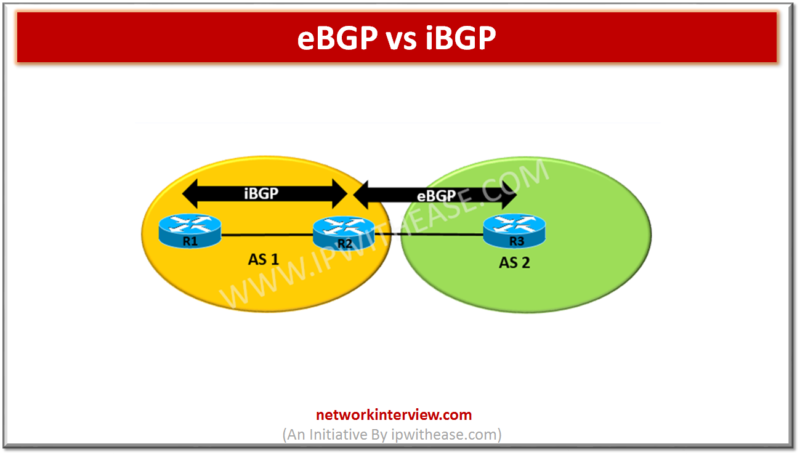 eBGP vs iBGP
iBGP
eBGP
R1
R2
R3
AS 1
AS 2
WWW.IPWITHEASE.COM
networkinterview.com
(An Initiative By ipwithease.com)